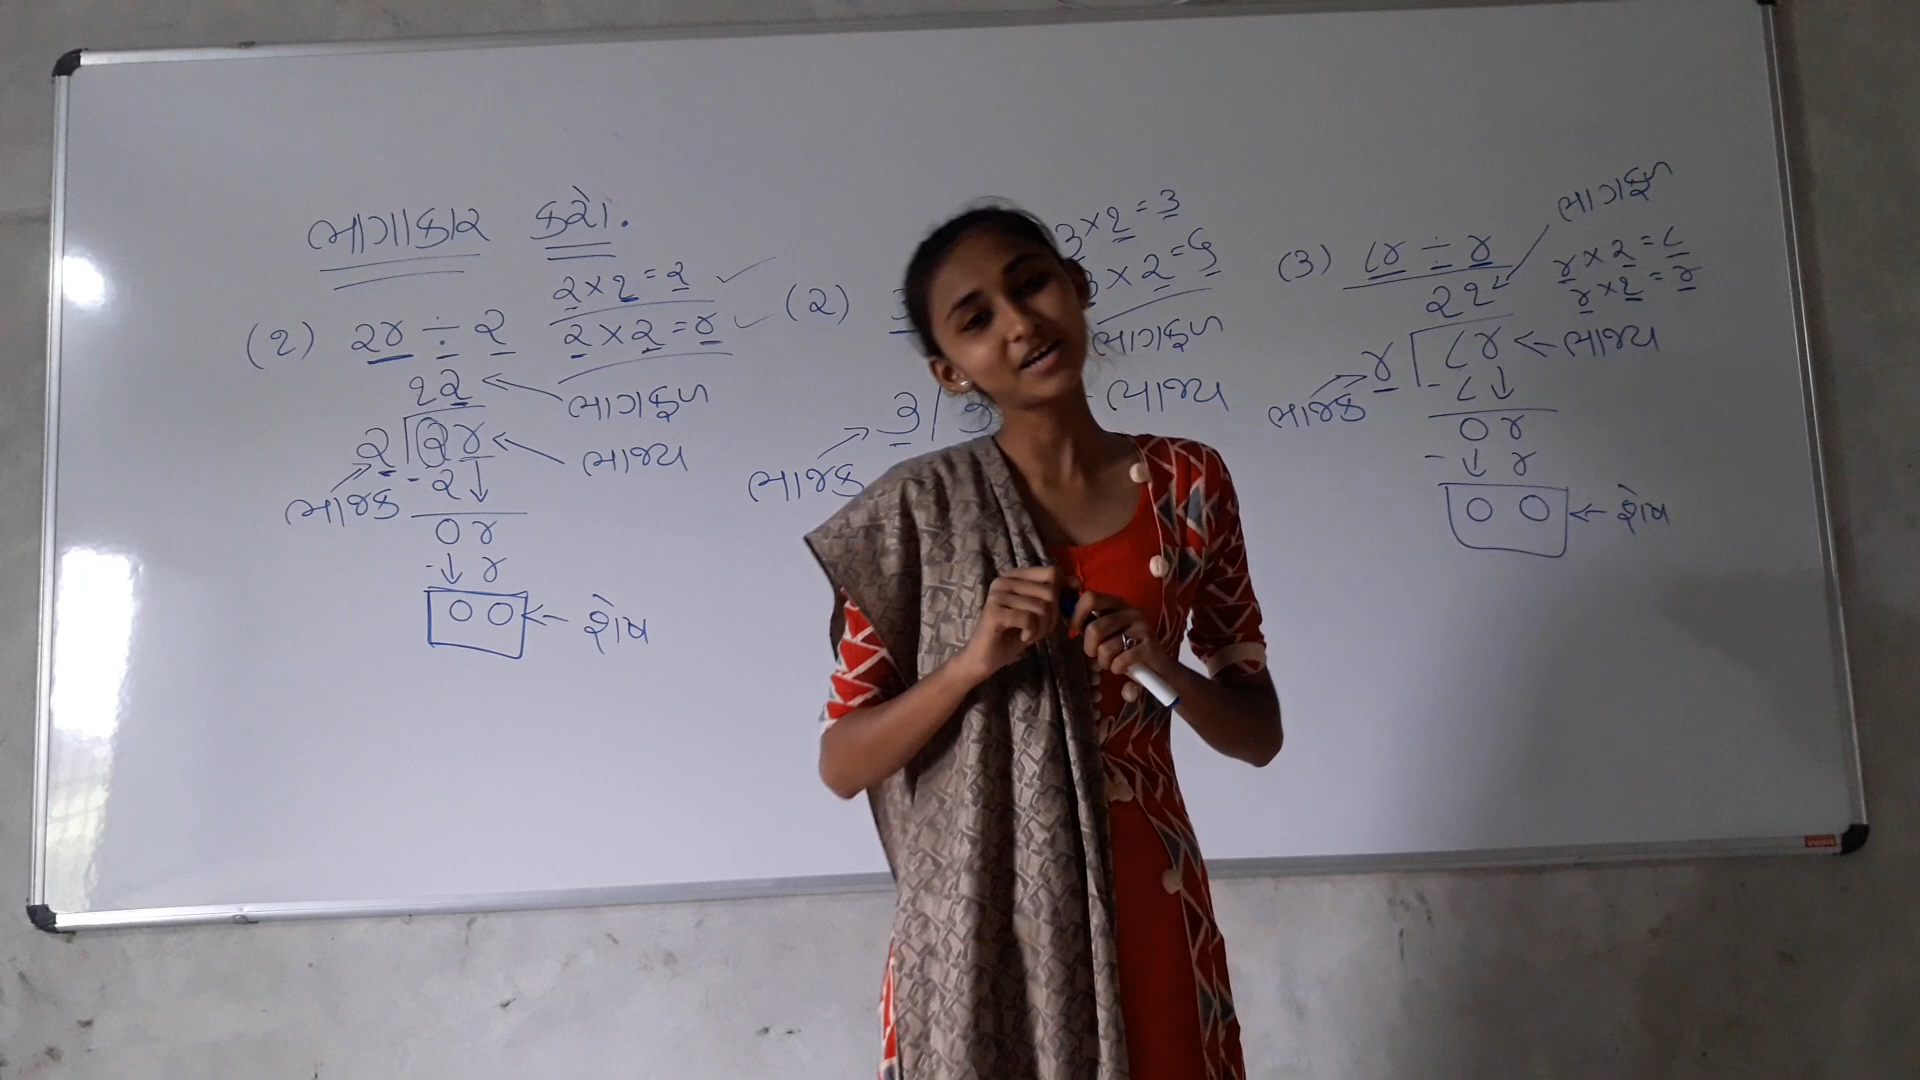 ભાગાકાર કરો.
(૧) ૨૪ ÷ ૨
૨×૧=૨
૨×૨=૪
૧૨ ← ભાગફળ
૨ ૨૪ ← ભાજ્ય
ભાજક
- ૨↓
૦૪
-↓ ૪
૦૦ ← શેષ
(૨)
૩×૧=૩
૩×૨=૬
ભાગફળ
૩ ૩
ભાજ્ય
ભાજક
(૩) ૮૪ ÷ ૪
ભાગફળ
૪×૨=૮
૪×૧=૪
૨૧
૪ ૮૪ ← ભાજ્ય
ભાજક
- ૮↓
૦૪
-↓ ૪
૦૦ ← શેષ